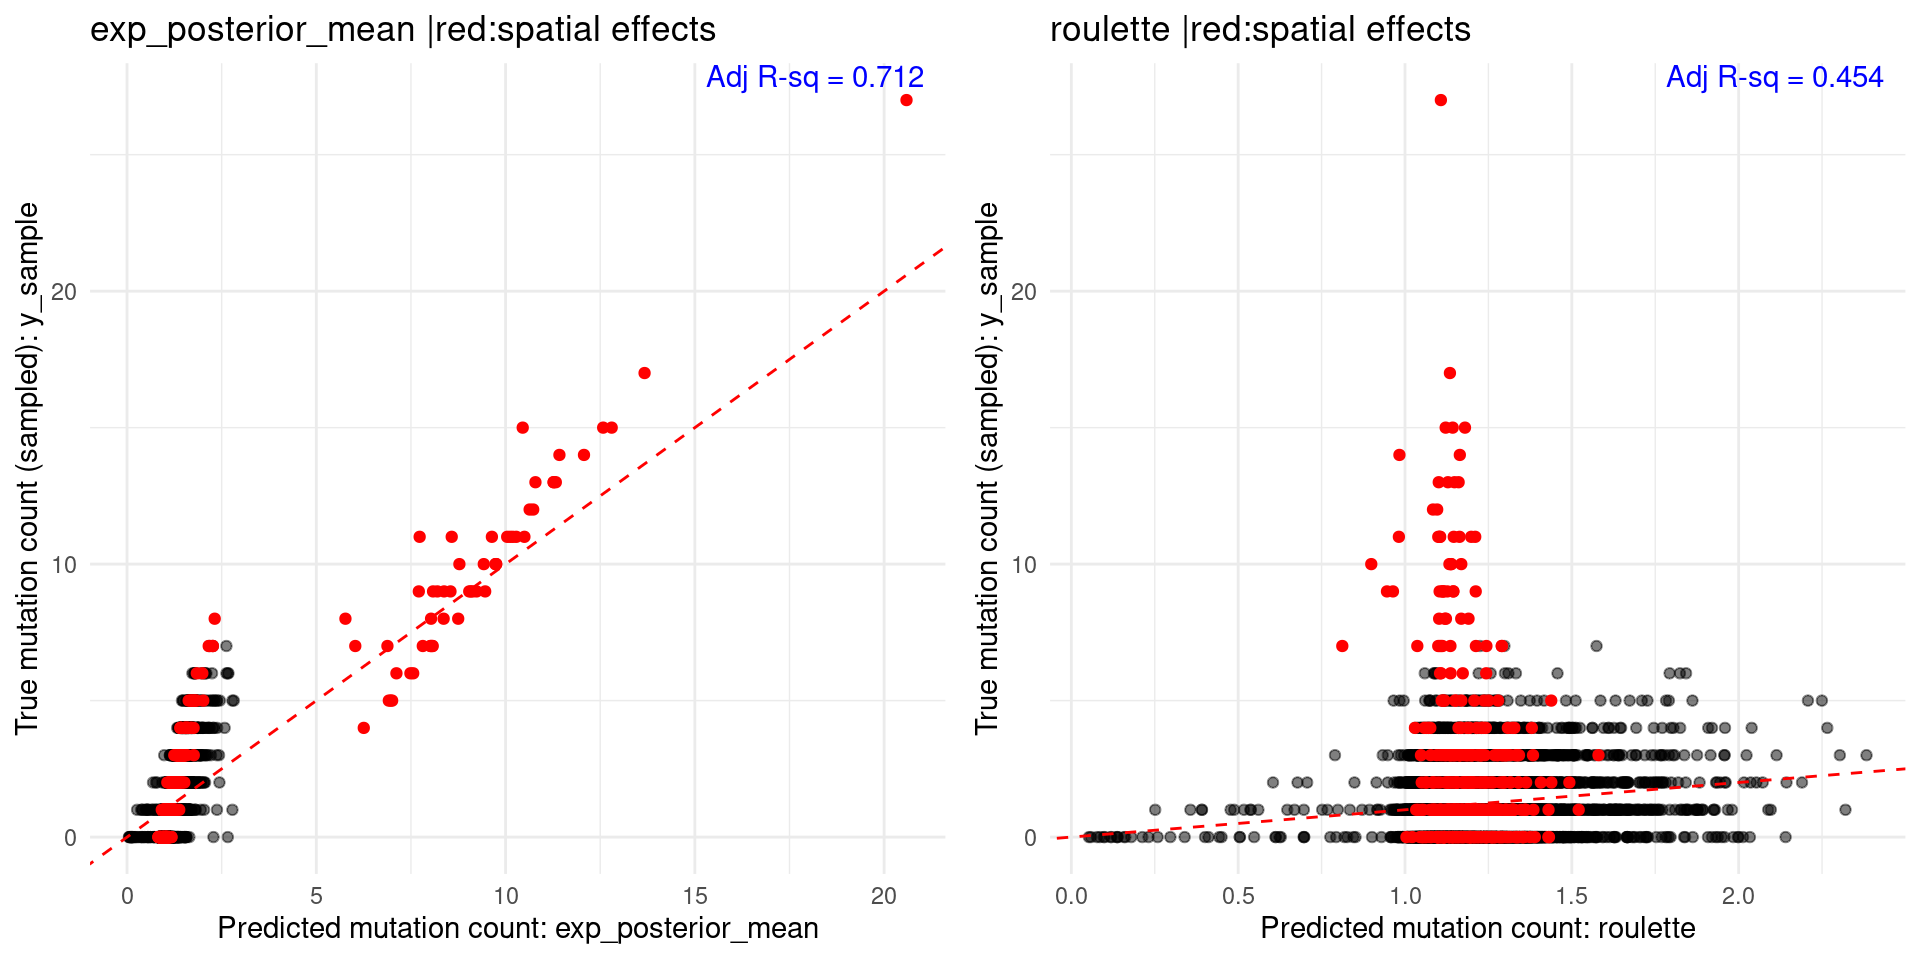 exp_posterior_mean |red:spatial effects
Adj R-sq = 0.712
True mutation count (sampled): y_sample
20
10
0
0 5 10 15 20
Predicted mutation count: exp_posterior_mean
roulette |red:spatial effects
Adj R-sq = 0.454
True mutation count (sampled): y_sample
20
10
0
0.0 0.5 1.0 1.5 2.0
Predicted mutation count: roulette